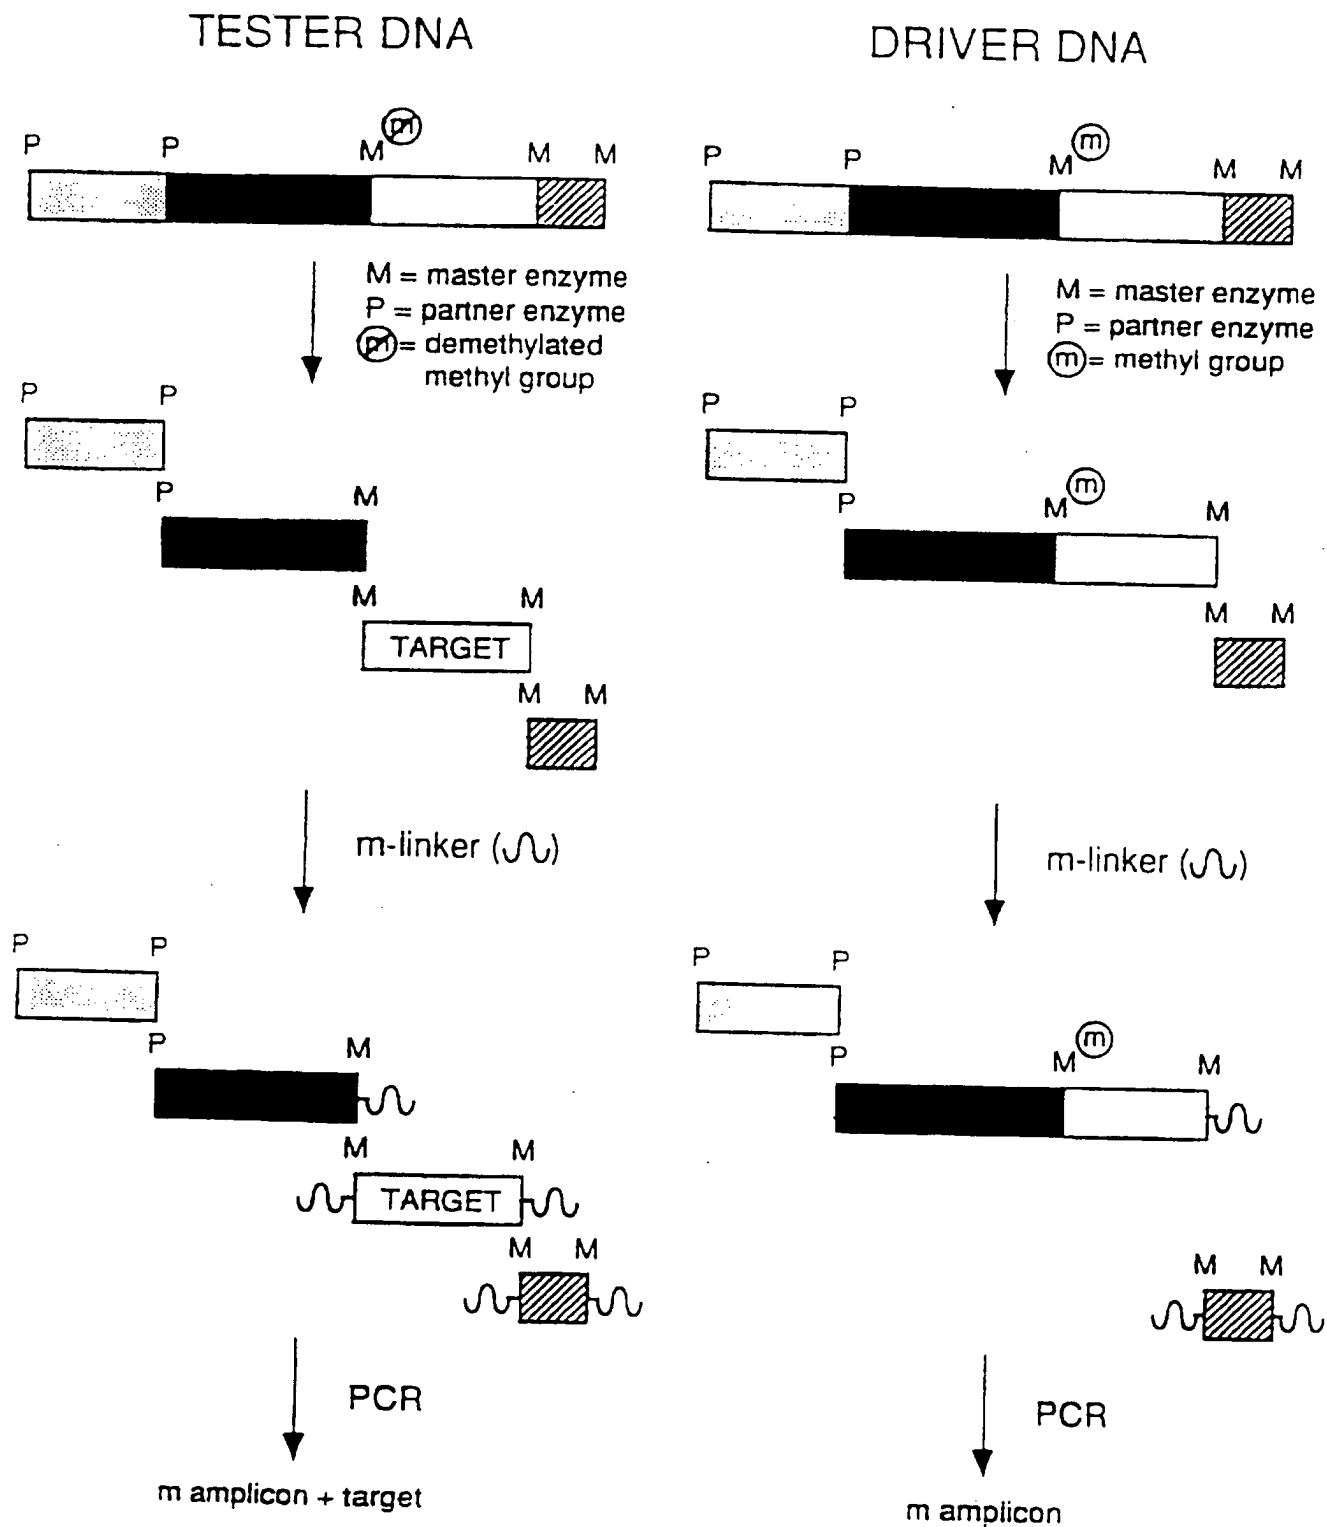 TESTER DNA
DRIVER DNA
P P M m M M
P P M m M M
M = master enzyme
P = partner enzyme
m = demethylated
methyl group
M = master enzyme
P = partner enzyme
m = methyl group
P P
P P
P M
P M m M
M M
TARGET
M M
M M
m-linker ( )
m-linker ( )
P P
P P
P M
P M m M
M M
TARGET
M M
M M
PCR
PCR
m amplicon + target
m amplicon